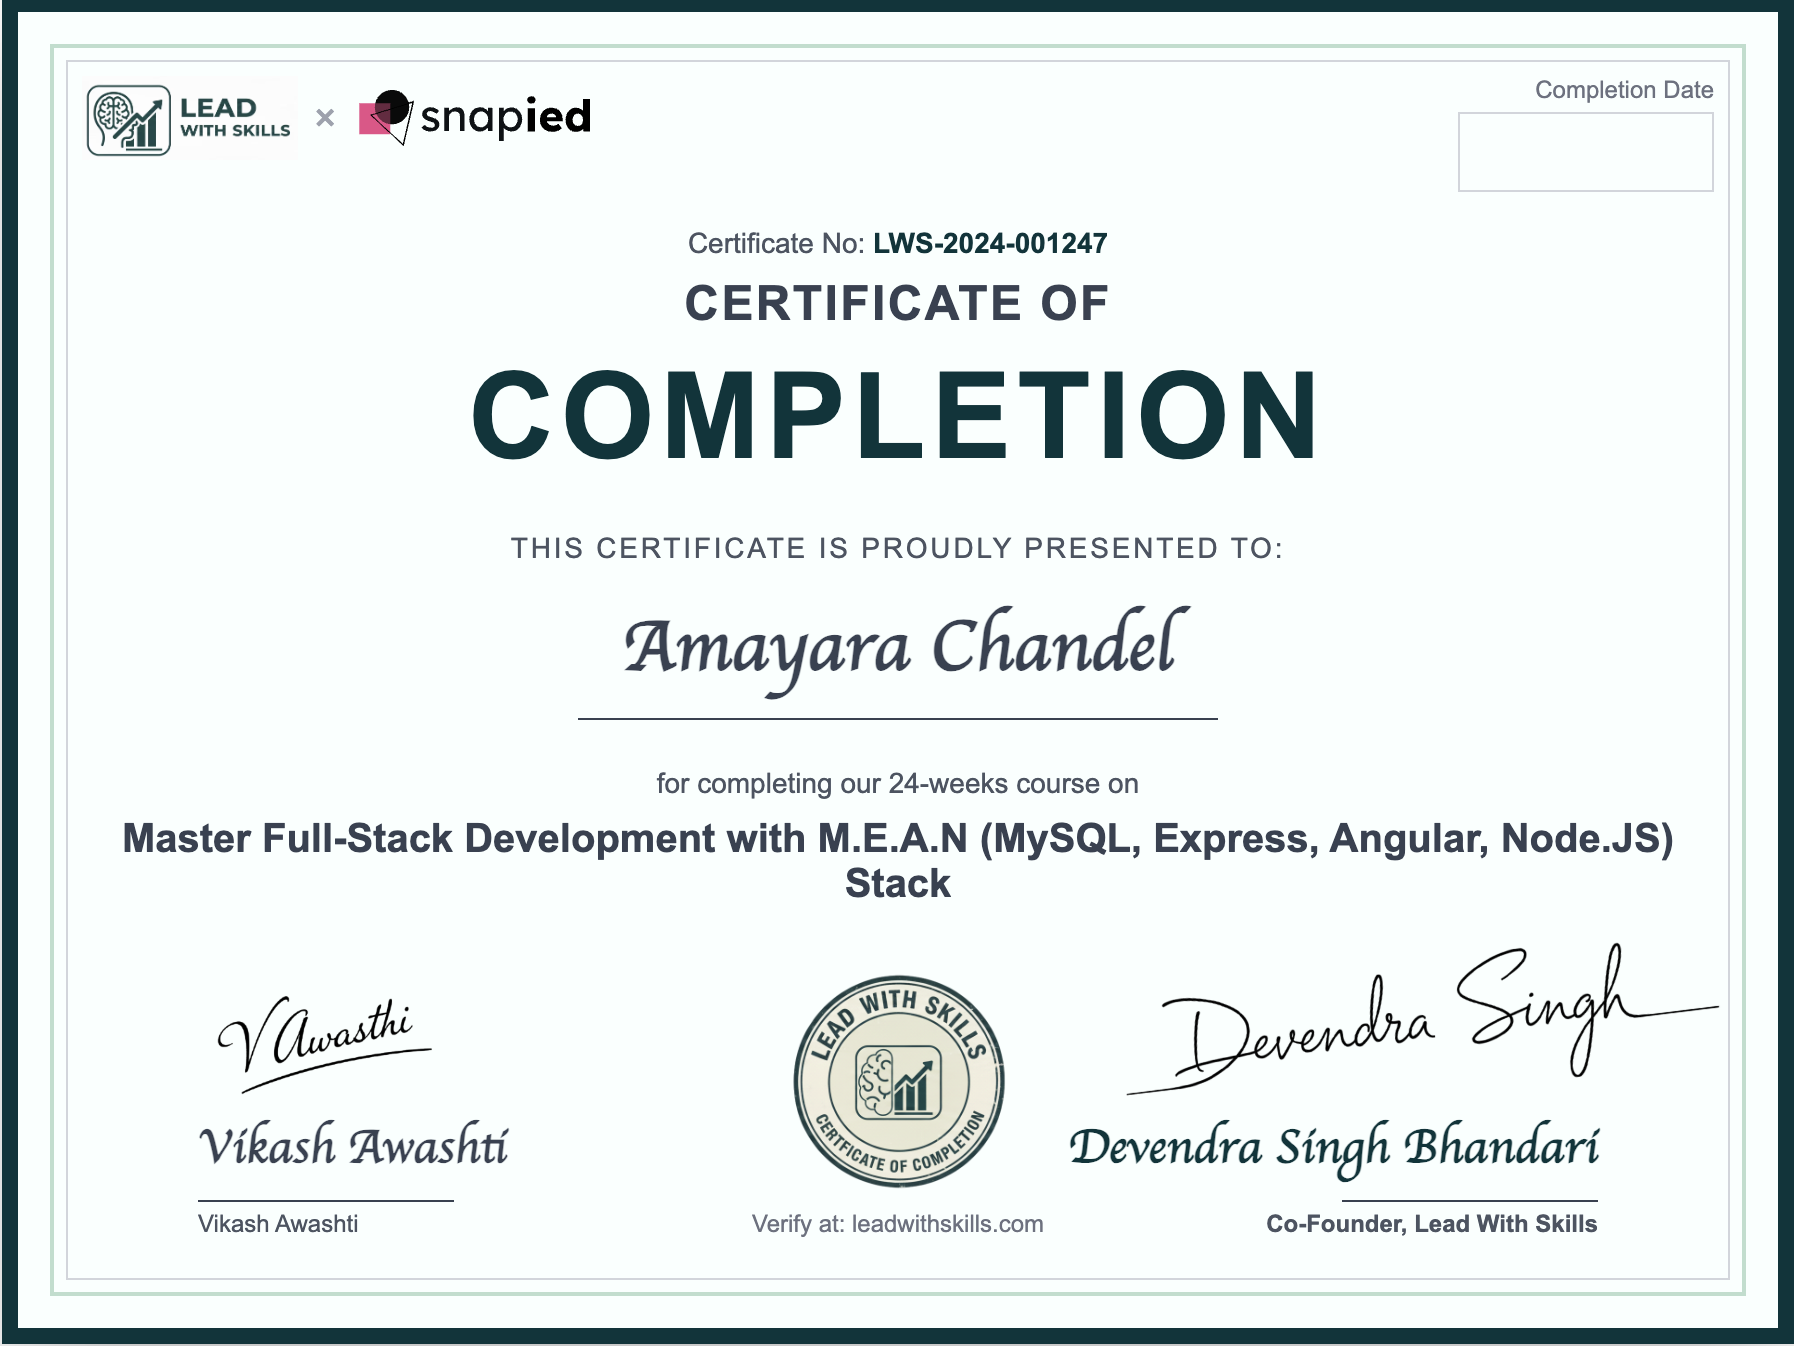 LEAD
WITH SKILLS
×
snapied
Completion Date
Certificate No: LWS-2024-001247
CERTIFICATE OF
COMPLETION
THIS CERTIFICATE IS PROUDLY PRESENTED TO:
Amayara Chandel
for completing our 24-weeks course on
Master Full-Stack Development with M.E.A.N (MySQL, Express, Angular, Node.JS)
Stack
V Awasthi
Vikash Awashti
Vikash Awashti
LEAD WITH SKILLS
CERTFICATE OF COMPLETION
Verify at: leadwithskills.com
Devendra Singh
Devendra Singh Bhandari
Co-Founder, Lead With Skills